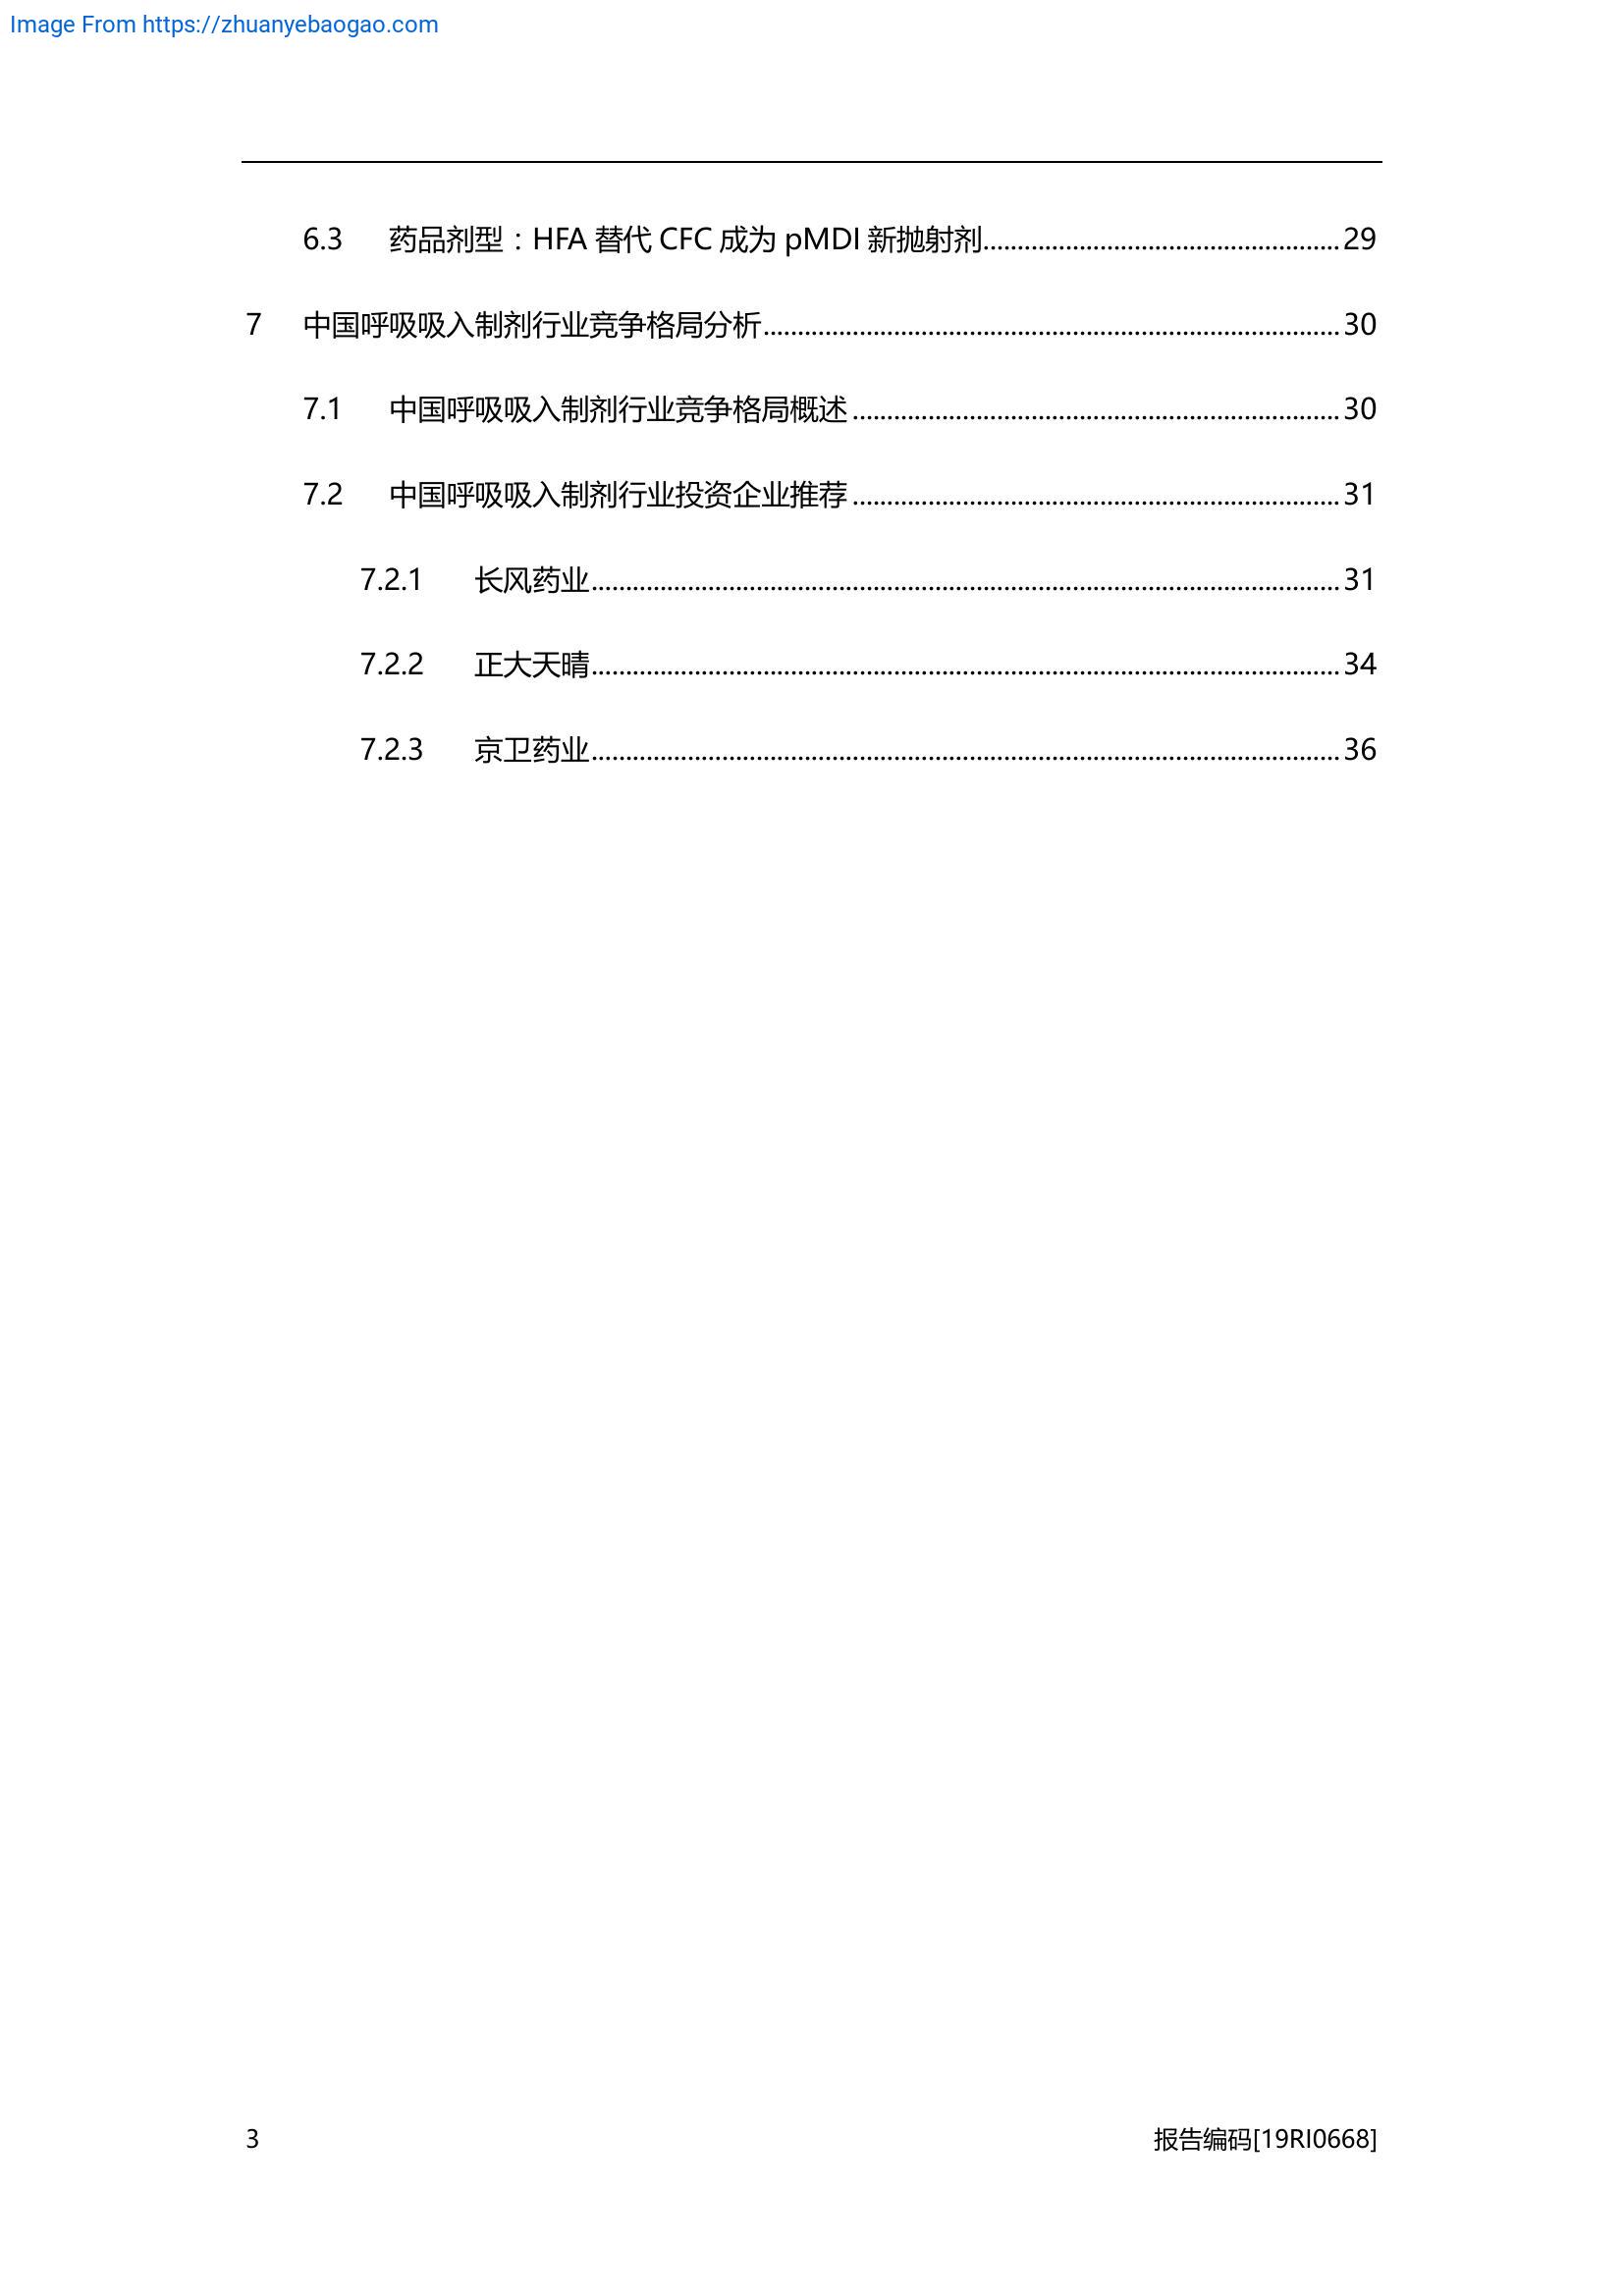 Image From https://zhuanyebaogao.com
6.3 药品剂型：HFA 替代 CFC 成为 pMDI 新抛射剂........................................................29
7 中国呼吸吸入制剂行业竞争格局分析........................................................30
7.1 中国呼吸吸入制剂行业竞争格局概述........................................................30
7.2 中国呼吸吸入制剂行业投资企业推荐........................................................31
7.2.1 长风药业........................................................31
7.2.2 正大天晴........................................................34
7.2.3 京卫药业........................................................36
3 报告编码[19RI0668]